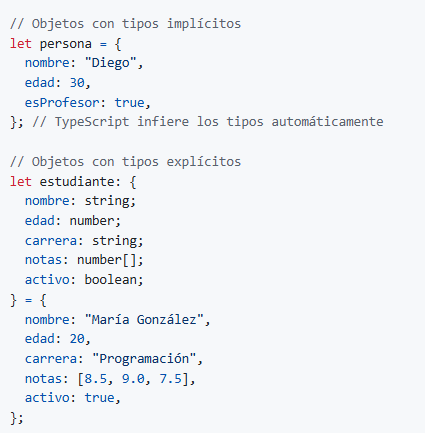 // Objetos con tipos implícitos
let persona = {
  nombre: "Diego",
  edad: 30,
  esProfesor: true,
}; // TypeScript infiere los tipos automáticamente

// Objetos con tipos explícitos
let estudiante: {
  nombre: string;
  edad: number;
  carrera: string;
  notas: number[];
  activo: boolean;
} = {
  nombre: "María González",
  edad: 20,
  carrera: "Programación",
  notas: [8.5, 9.0, 7.5],
  activo: true,
};